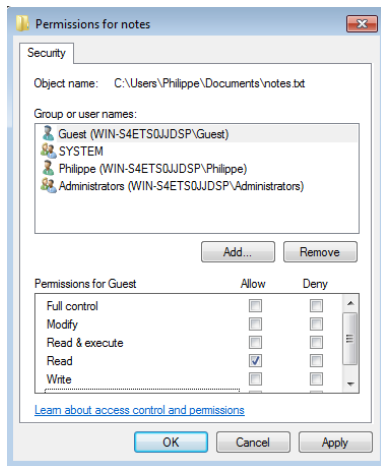 Permissions for notes
Security
Object name: C:\Users\Philippe\Documents\notes.txt
Group or user names:
Guest (WIN-S4ETS0JJDSP\Guest)
SYSTEM
Philippe (WIN-S4ETS0JJDSP\Philippe)
Administrators (WIN-S4ETS0JJDSP\Administrators)
Add... Remove
Permissions for Guest Allow Deny
Full control
Modify
Read & execute
Read
Write
Learn about access control and permissions
OK Cancel Apply